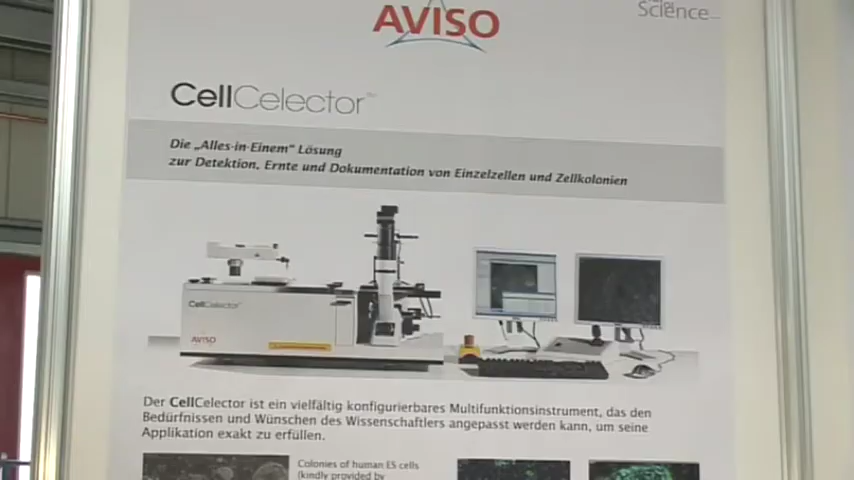 AVISO
Science
CellCelector™
Die „Alles-in-Einem“ Lösung
zur Detektion, Ernte und Dokumentation von Einzelzellen und Zellkolonien
CellCelector™
AVISO
Der CellCelector ist ein vielfältig konfigurierbares Multifunktionsinstrument, das den
Bedürfnissen und Wünschen des Wissenschaftlers angepasst werden kann, um seine
Applikation exakt zu erfüllen.
Colonies of human ES cells
(kindly provided by